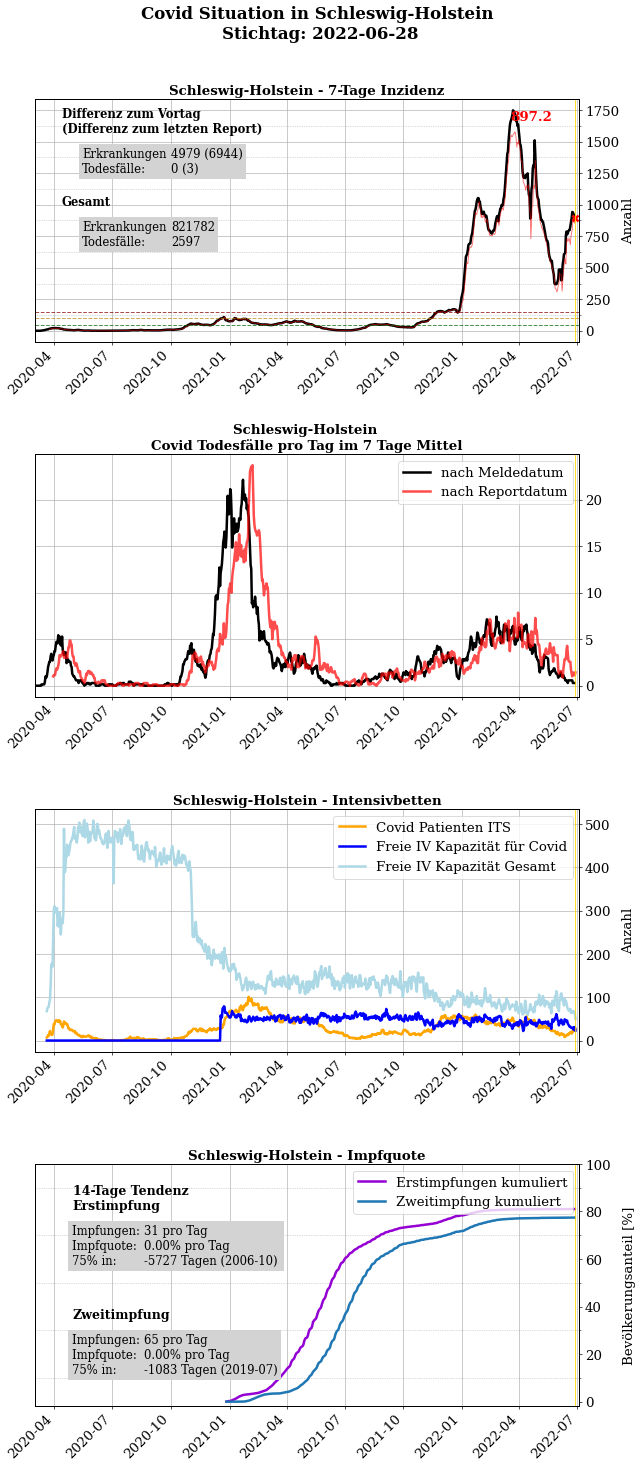 Covid Situation in Schleswig-Holstein
Stichtag: 2022-06-28
Schleswig-Holstein - 7-Tage Inzidenz
Differenz zum Vortag
(Differenz zum letzten Report)
Erkrankungen 4979 (6944)
Todesfälle: 0 (3)
Gesamt
Erkrankungen 821782
Todesfälle: 2597
897.2
1750
1500
1250
1000
750
500
250
0
Anzahl
2020-04
2020-07
2020-10
2021-01
2021-04
2021-07
2021-10
2022-01
2022-04
2022-07
Schleswig-Holstein
Covid Todesfälle pro Tag im 7 Tage Mittel
nach Meldedatum
nach Reportdatum
20
15
10
5
0
2020-04
2020-07
2020-10
2021-01
2021-04
2021-07
2021-10
2022-01
2022-04
2022-07
Schleswig-Holstein - Intensivbetten
Covid Patienten ITS
Freie IV Kapazität für Covid
Freie IV Kapazität Gesamt
500
400
300
200
100
0
Anzahl
2020-04
2020-07
2020-10
2021-01
2021-04
2021-07
2021-10
2022-01
2022-04
2022-07
Schleswig-Holstein - Impfquote
14-Tage Tendenz
Erstimpfung
Impfungen: 31 pro Tag
Impfquote: 0.00% pro Tag
75% in: -5727 Tagen (2006-10)
Zweitimpfung
Impfungen: 65 pro Tag
Impfquote: 0.00% pro Tag
75% in: -1083 Tagen (2019-07)
Erstimpfungen kumuliert
Zweitimpfung kumuliert
100
80
60
40
20
0
Bevölkerungsanteil [%]
2020-04
2020-07
2020-10
2021-01
2021-04
2021-07
2021-10
2022-01
2022-04
2022-07